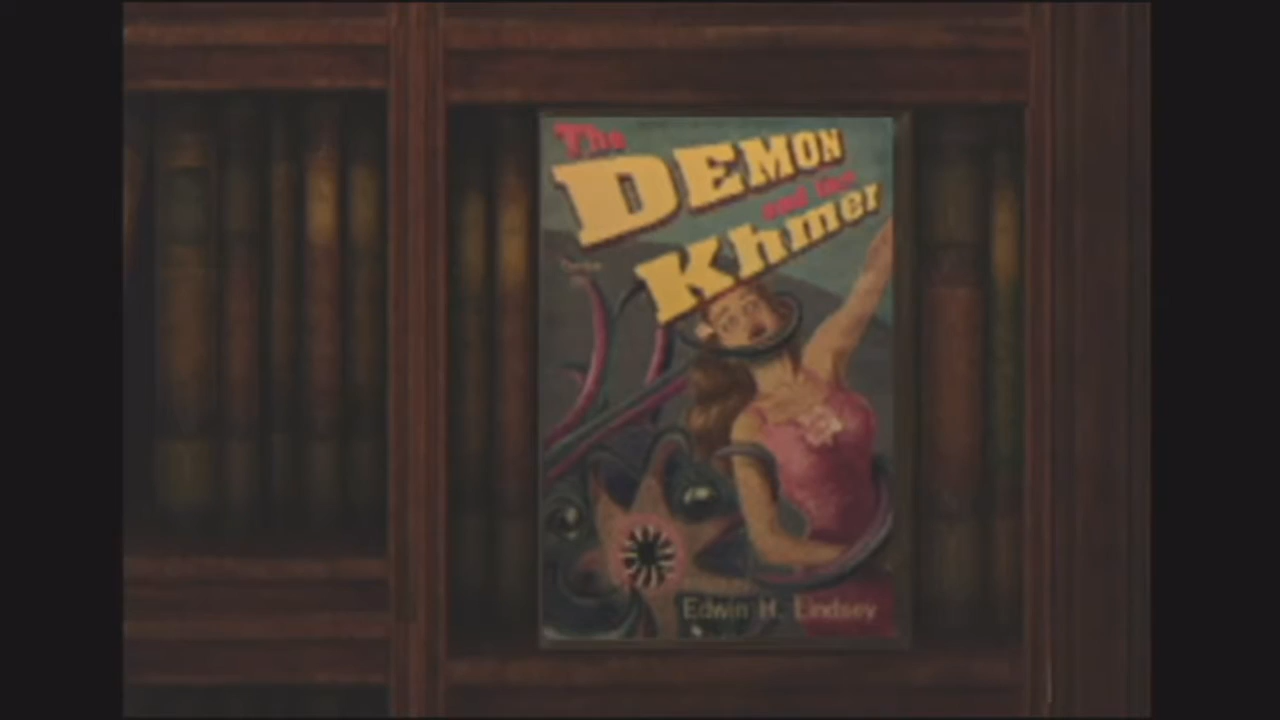 The
DEMON
and the
Khmer
Edwin H. Lindsey